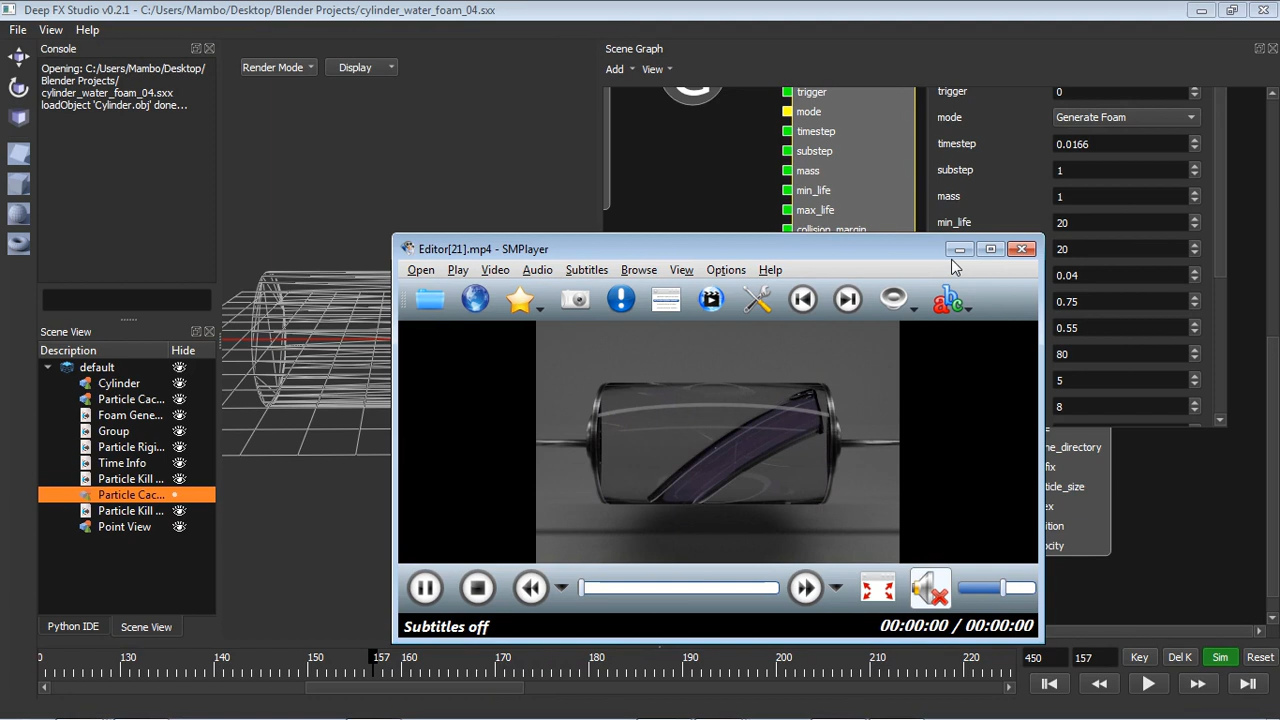 Deep FX Studio v0.2.1 - C:/Users/Mambo/Desktop/Blender Projects/cylinder_water_foam_04.sxx
File View Help
Console
Opening: C:/Users/Mambo/Desktop/
Blender Projects/
cylinder_water_foam_04.sxx
loadObject 'Cylinder.obj' done...
Render Mode
Display
Scene Graph
Add View
trigger
mode
timestep
substep
mass
min_life
max_life
collision_margin
trigger 0
mode Generate Foam
timestep 0.0166
substep 1
mass 1
min_life 20
20
0.04
0.75
0.55
80
5
8
Editor[21].mp4 - SMPlayer
Open Play Video Audio Subtitles Browse View Options Help
abc
Subtitles off
00:00:00 / 00:00:00
Scene View
Description Hide
default
Cylinder
Particle Cac...
Foam Gene...
Group
Particle Rigi...
Time Info
Particle Kill ...
Particle Cac...
Particle Kill ...
Point View
Python IDE Scene View
130 140 150 157 160 170 180 190 200 210 220
450 157 Key Del K Sim Reset